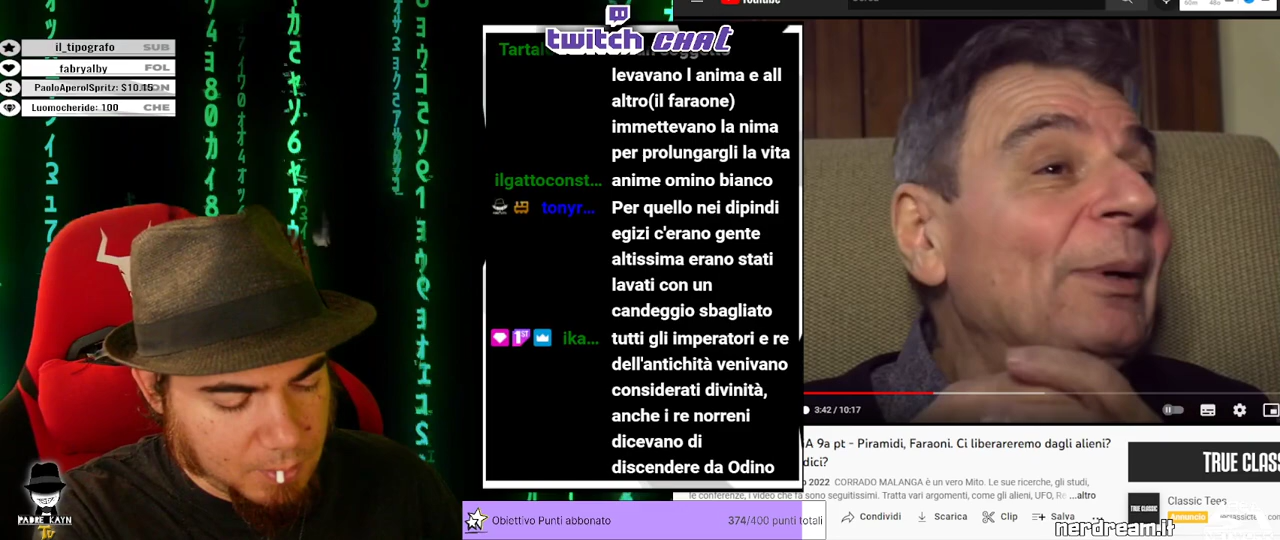 il_tipografo SUB
fabryalby FOL
PaoloAperolSpritz: $10.15
Luomocheride: 100 CHE
twitch CHAT
Tartal
levavano l anima e all
altro(il faraone)
immettevano la nima
per prolungargli la vita
ilgattoconst... anime omino bianco
tonyr... Per quello nei dipindi
egizi c'erano gente
altissima erano stati
lavati con un
candeggio sbagliato
ika... tutti gli imperatori e re
dell'antichità venivano
considerati divinità,
anche i re norreni
dicevano di
discendere da Odino
3:42 / 10:17
A 9a pt - Piramidi, Faraoni. Ci libereremo dagli alieni?
dici?
2022 CORRADO MALANGA è un vero Mito. Le sue ricerche, gli studi,
le conferenze, i video che fa sono seguitissimi. Tratta vari argomenti, come gli alieni, UFO, Re ...altro
Condividi Scarica Clip Salva ...
TRUE CLASS
TRUE CLASSIC
Classic Tees
Annuncio
Obiettivo Punti abbonato 374/400 punti totali
PADRE KAYN
TV
nerdream.it